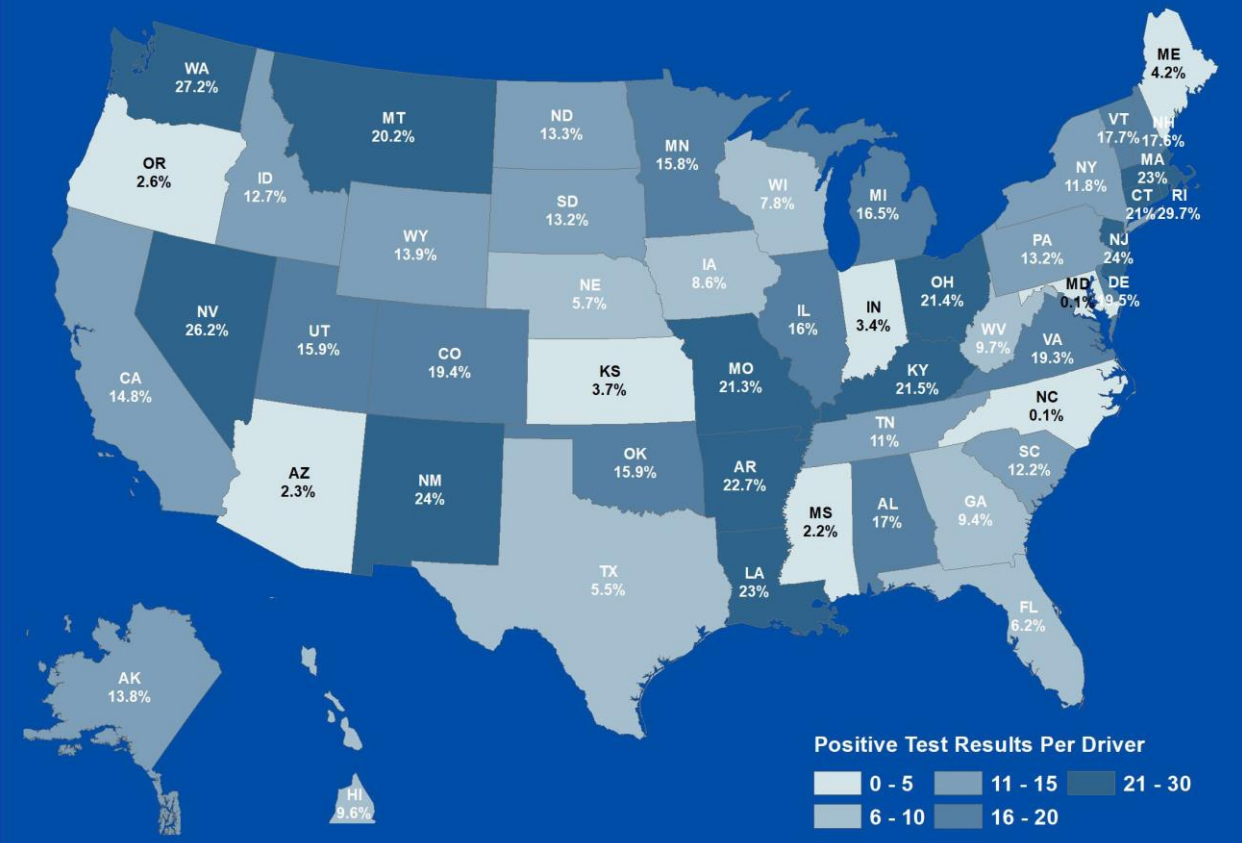 ME
4.2%
WA
27.2%
MT
20.2%
ND
13.3%
MN
15.8%
VT
17.7%
NH
17.6%
OR
2.6%
ID
12.7%
WI
7.8%
MI
16.5%
NY
11.8%
MA
23%
SD
13.2%
CT
21%
RI
29.7%
WY
13.9%
PA
13.2%
NJ
24%
IA
8.6%
NE
5.7%
OH
21.4%
MD
0.1%
DE
19.5%
NV
26.2%
UT
15.9%
IL
16%
IN
3.4%
WV
9.7%
VA
19.3%
CO
19.4%
CA
14.8%
KS
3.7%
MO
21.3%
KY
21.5%
NC
0.1%
TN
11%
OK
15.9%
AR
22.7%
SC
12.2%
AZ
2.3%
NM
24%
MS
2.2%
AL
17%
GA
9.4%
TX
5.5%
LA
23%
FL
6.2%
AK
13.8%
HI
9.6%
Positive Test Results Per Driver
0 - 5 11 - 15 21 - 30
6 - 10 16 - 20